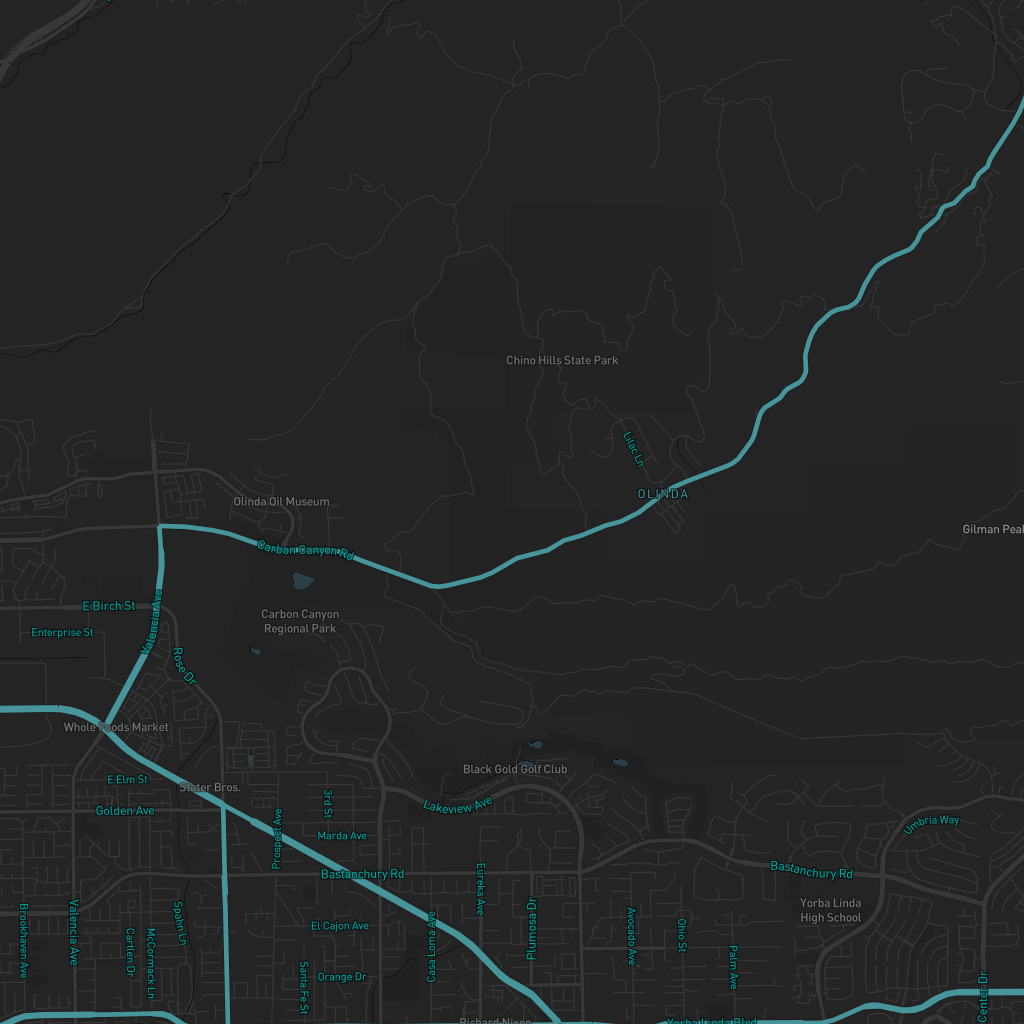 Chino Hills State Park
Lilac Ln
OLINDA
Olinda Oil Museum
Gilman Peak
Carbon Canyon Rd
E Birch St
Valencia Ave
Carbon Canyon
Regional Park
Enterprise St
Rose Dr
Whole Foods Market
Black Gold Golf Club
E Elm St
Stater Bros.
3rd St
Lakeview Ave
Golden Ave
Prospect Ave
Marda Ave
Umbria Way
Bastanchury Rd
Bastanchury Rd
Eureka Ave
Yorba Linda
High School
Brookhaven Ave
Valencia Ave
Spahn Ln
Cartlen Dr
McCormack Ln
El Cajon Ave
Casa Loma Ave
Plumosa Dr
Avocado Ave
Ohio St
Palm Ave
Santa Fe St
Orange Dr
Center Dr
Richard Nixon
Yorba Linda Blvd